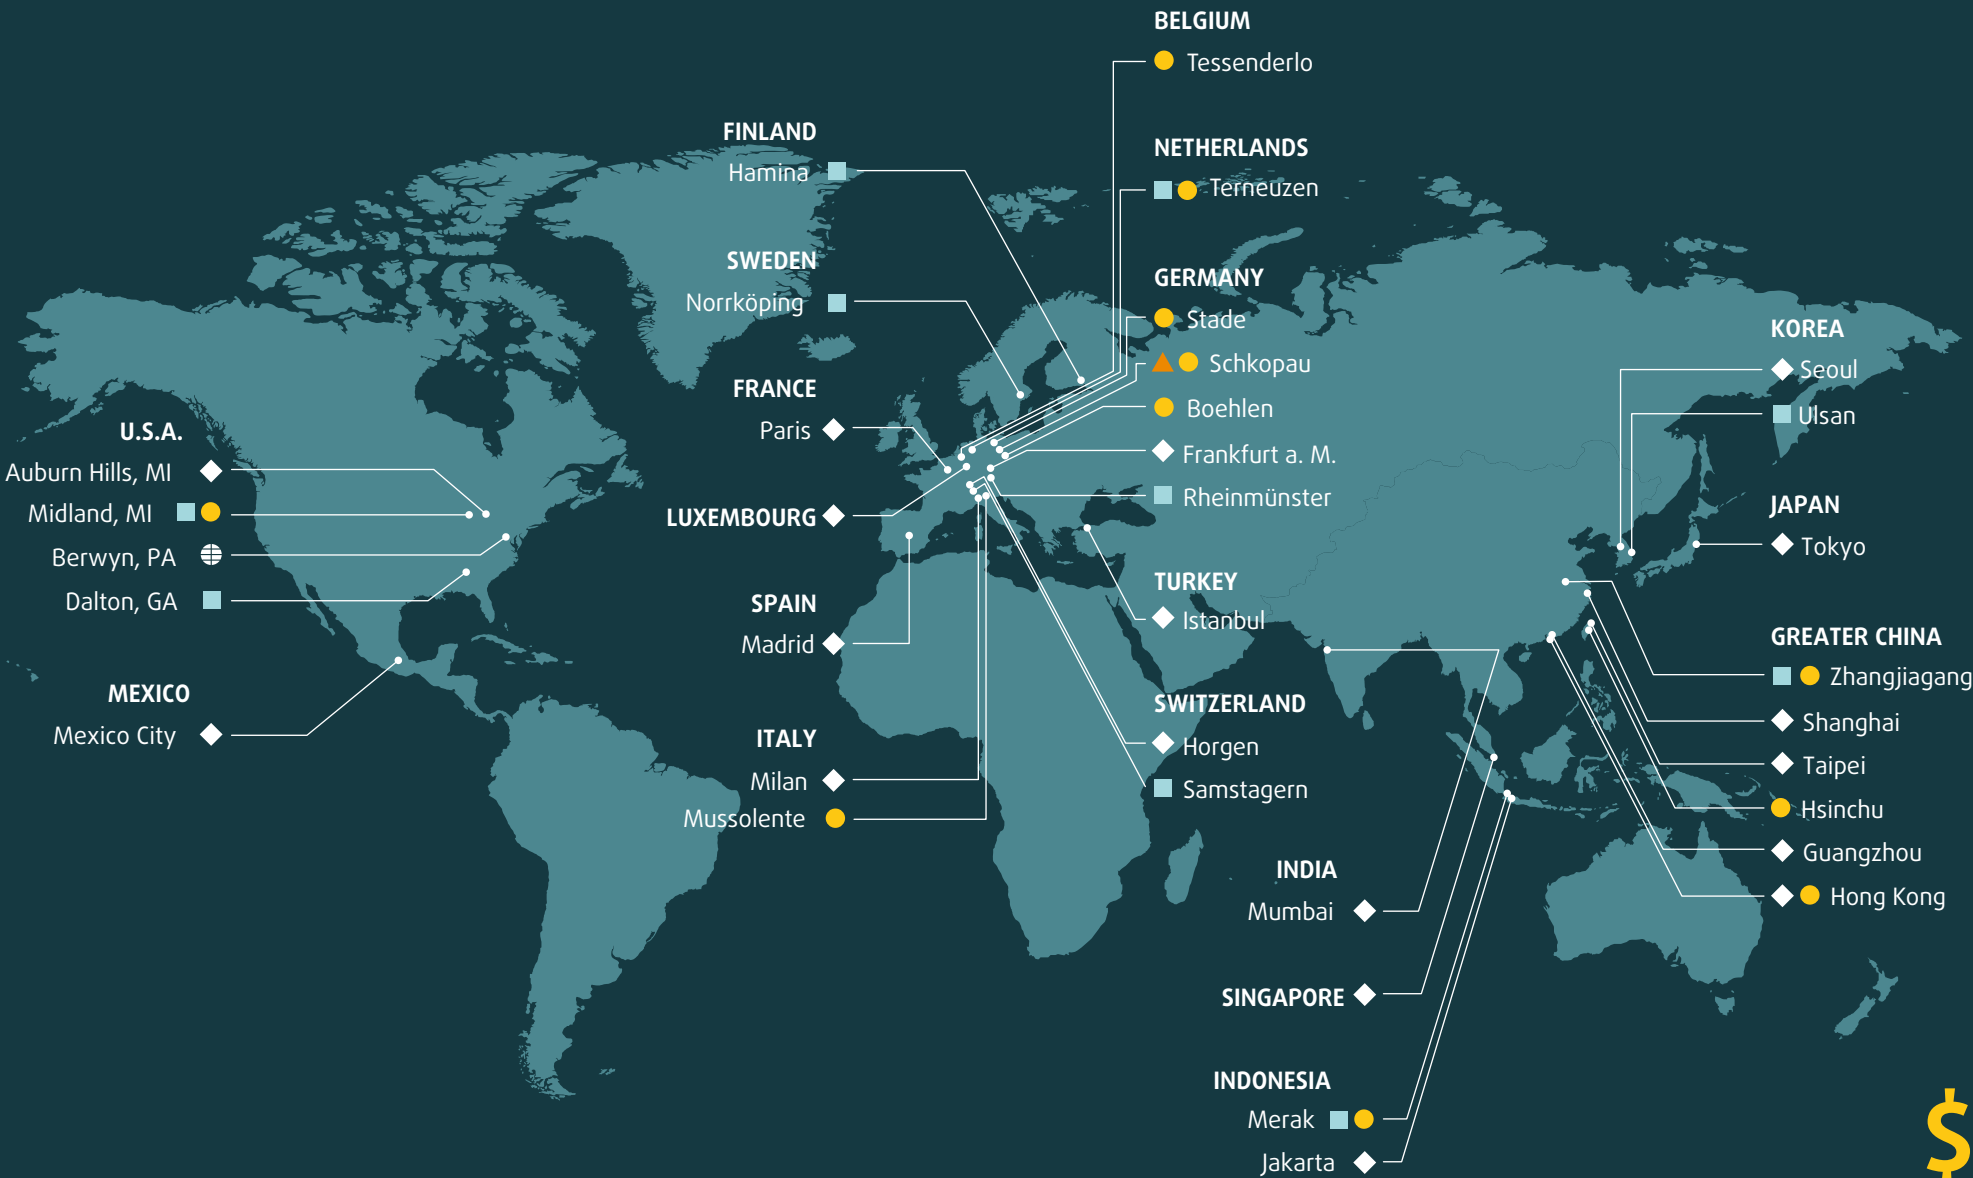 BELGIUM
Tessenderlo
FINLAND
Hamina
NETHERLANDS
Terneuzen
SWEDEN
Norrköping
GERMANY
Stade
Schkopau
Boehlen
Frankfurt a. M.
Rheinmünster
FRANCE
Paris
LUXEMBOURG
SPAIN
Madrid
ITALY
Milan
Mussolente
U.S.A.
Auburn Hills, MI
Midland, MI
Berwyn, PA
Dalton, GA
MEXICO
Mexico City
TURKEY
Istanbul
SWITZERLAND
Horgen
Samstagern
INDIA
Mumbai
SINGAPORE
INDONESIA
Merak
Jakarta
KOREA
Seoul
Ulsan
JAPAN
Tokyo
GREATER CHINA
Zhangjiagang
Shanghai
Taipei
Hsinchu
Guangzhou
Hong Kong
$